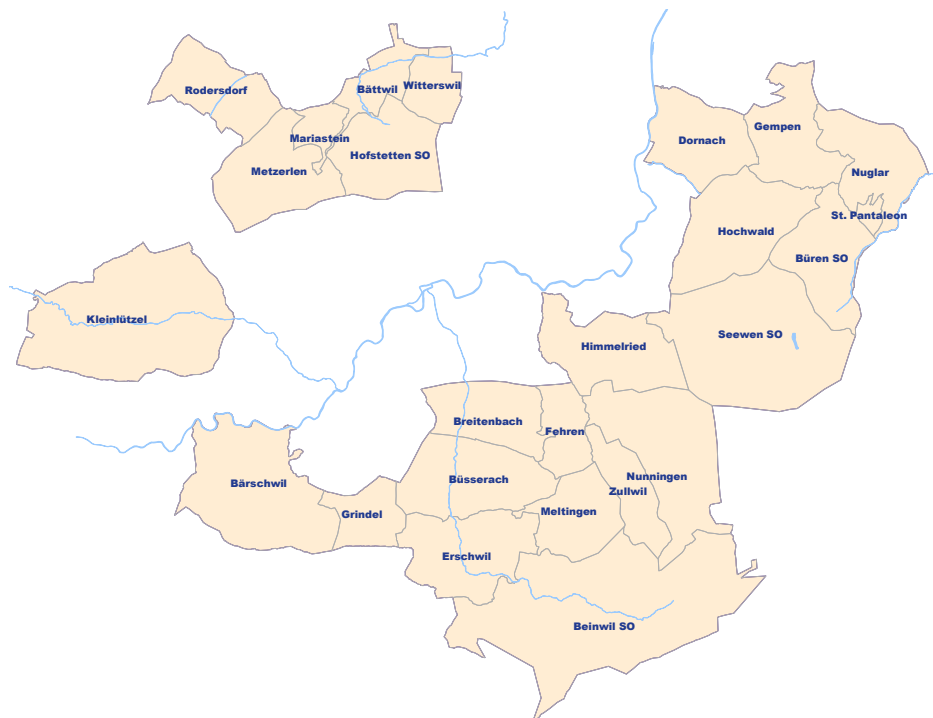 Rodersdorf
Bättwil
Witterswil
Mariastein
Hofstetten SO
Metzerlen
Dornach
Gempen
Nuglar
St. Pantaleon
Hochwald
Büren SO
Kleinlützel
Seewen SO
Himmelried
Breitenbach
Fehren
Bärschwil
Büsserach
Nunningen
Zullwil
Grindel
Meltingen
Erschwil
Beinwil SO